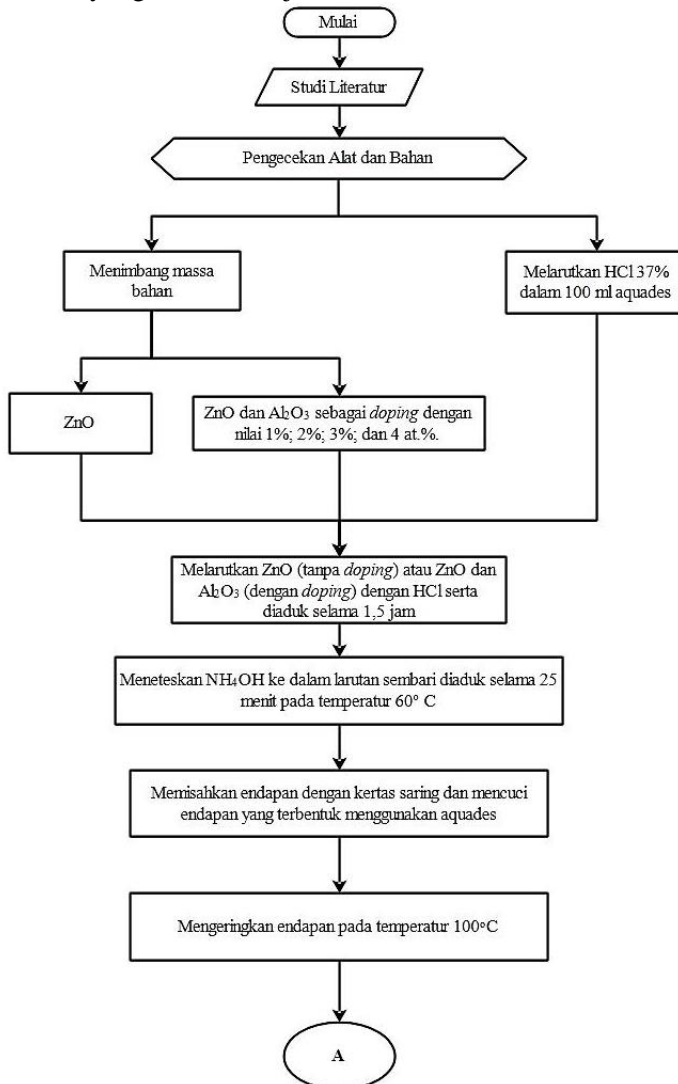 Mulai
Studi Literatur
Pengecekan Alat dan Bahan
Menimbang massa
bahan
Melarutkan HCl 37%
dalam 100 ml aquades
ZnO
ZnO dan Al₂O₃ sebagai doping dengan
nilai 1%; 2%; 3%; dan 4 at.%.
Melarutkan ZnO (tanpa doping) atau ZnO dan
Al₂O₃ (dengan doping) dengan HCl serta
diaduk selama 1,5 jam
Meneteskan NH₄OH ke dalam larutan sembari diaduk selama 25
menit pada temperatur 60° C
Memisahkan endapan dengan kertas saring dan mencuci
endapan yang terbentuk menggunakan aquades
Mengeringkan endapan pada temperatur 100°C
A